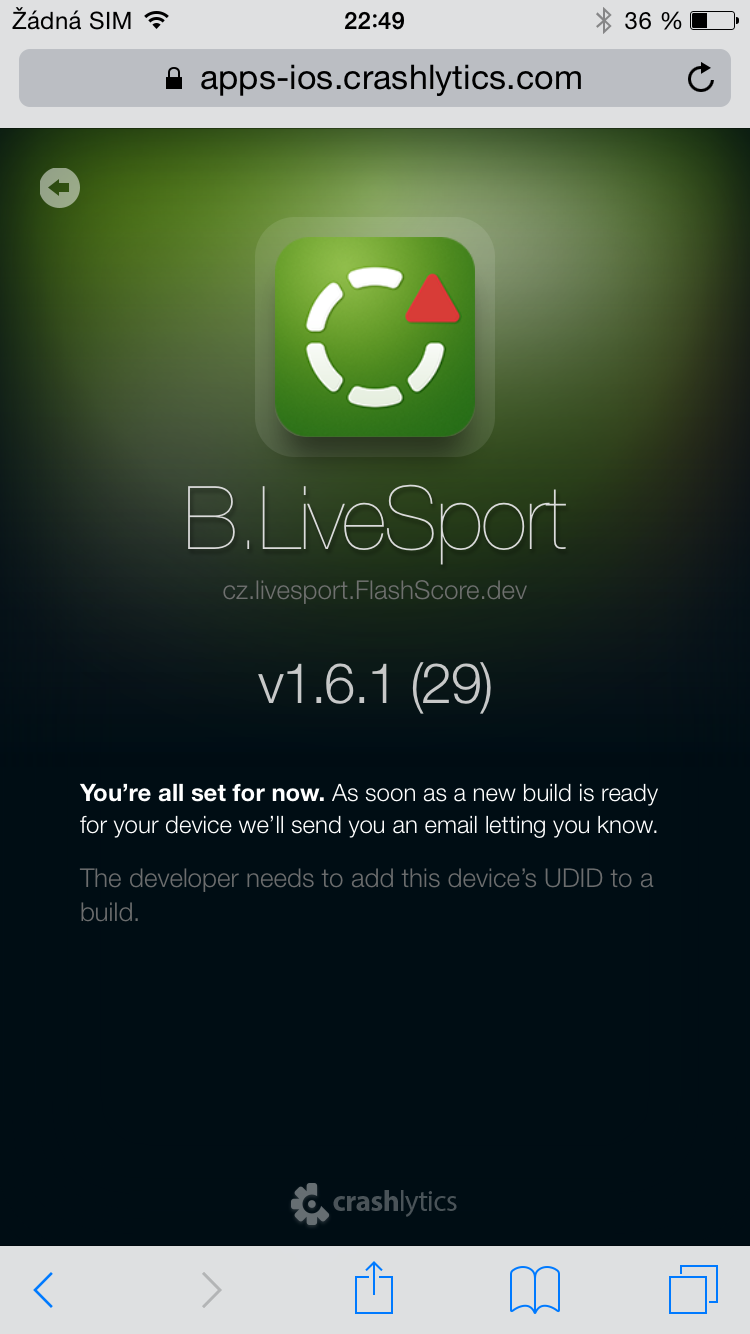 Žádná SIM 22:49 36 %
apps-ios.crashlytics.com
B.LiveSport
cz.livesport.FlashScore.dev
v1.6.1 (29)
You’re all set for now. As soon as a new build is ready
for your device we’ll send you an email letting you know.
The developer needs to add this device’s UDID to a
build.
crashlytics